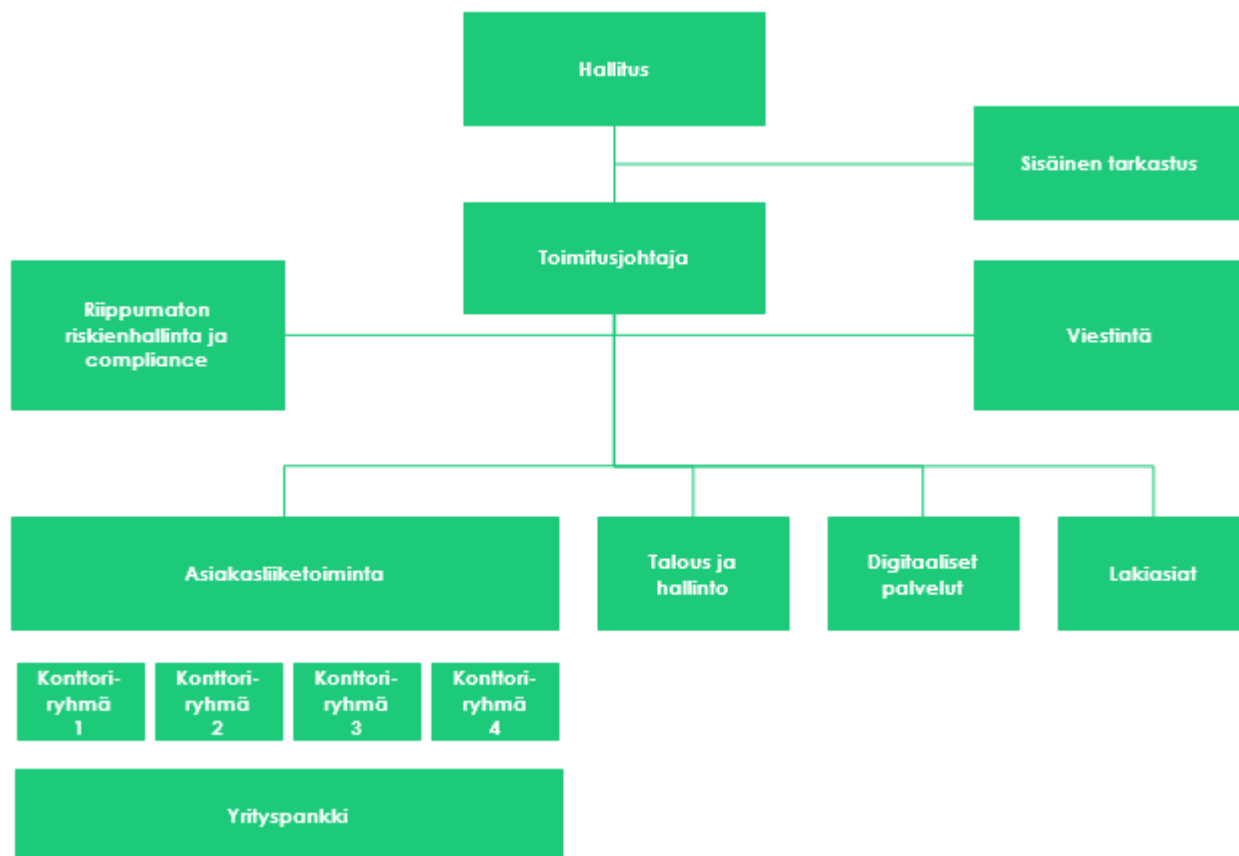 Hallitus
Sisäinen tarkastus
Toimitusjohtaja
Riippumaton
riskienhallinta ja
compliance
Viestintä
Asiakasliiketoiminta
Talous ja
hallinto
Digitaaliset
palvelut
Lakiasiat
Konttori-
ryhmä
1
Konttori-
ryhmä
2
Konttori-
ryhmä
3
Konttori-
ryhmä
4
Yrityspankki